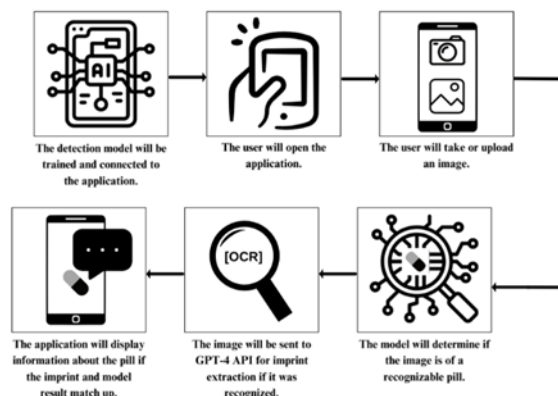 AI
The detection model will be
trained and connected to
the application.
The user will open the
application.
The user will take or upload
an image.
The application will display
information about the pill if
the imprint and model
result match up.
[OCR]
The image will be sent to
GPT-4 API for imprint
extraction if it was
recognized.
The model will determine if
the image is of a
recognizable pill.